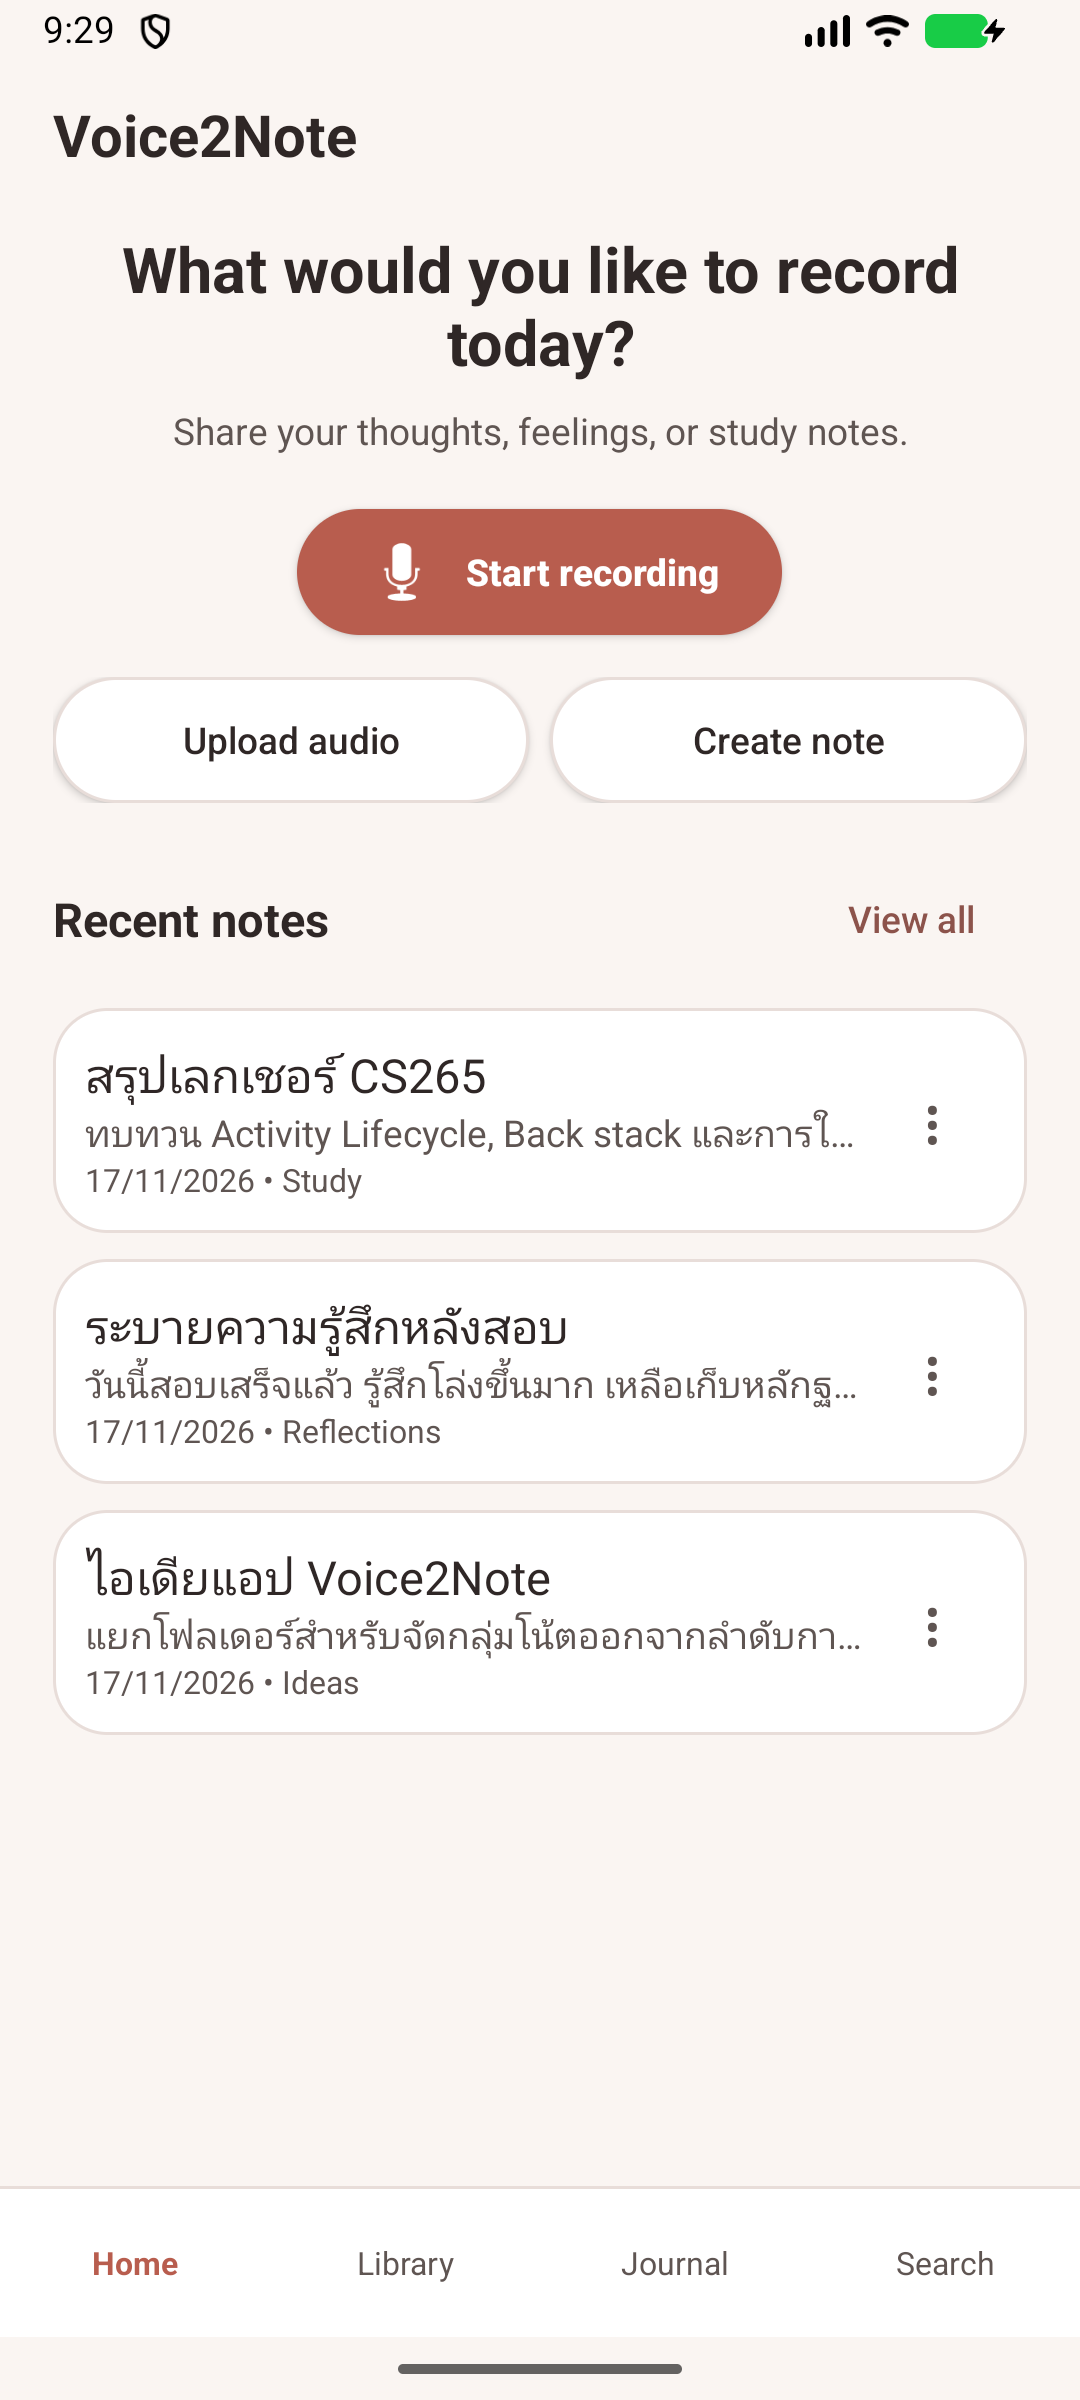 9:29
Voice2Note
What would you like to record
today?
Share your thoughts, feelings, or study notes.
Start recording
Upload audio
Create note
Recent notes
View all
สรุปเลกเชอร์ CS265
ทบทวน Activity Lifecycle, Back stack และการใ...
17/11/2026 • Study
ระบายความรู้สึกหลังสอบ
วันนี้สอบเสร็จแล้ว รู้สึกโล่งขึ้นมาก เหลือเก็บหลักฐ...
17/11/2026 • Reflections
ไอเดียแอป Voice2Note
แยกโฟลเดอร์สำหรับจัดกลุ่มโน้ตออกจากลำดับกา...
17/11/2026 • Ideas
Home
Library
Journal
Search